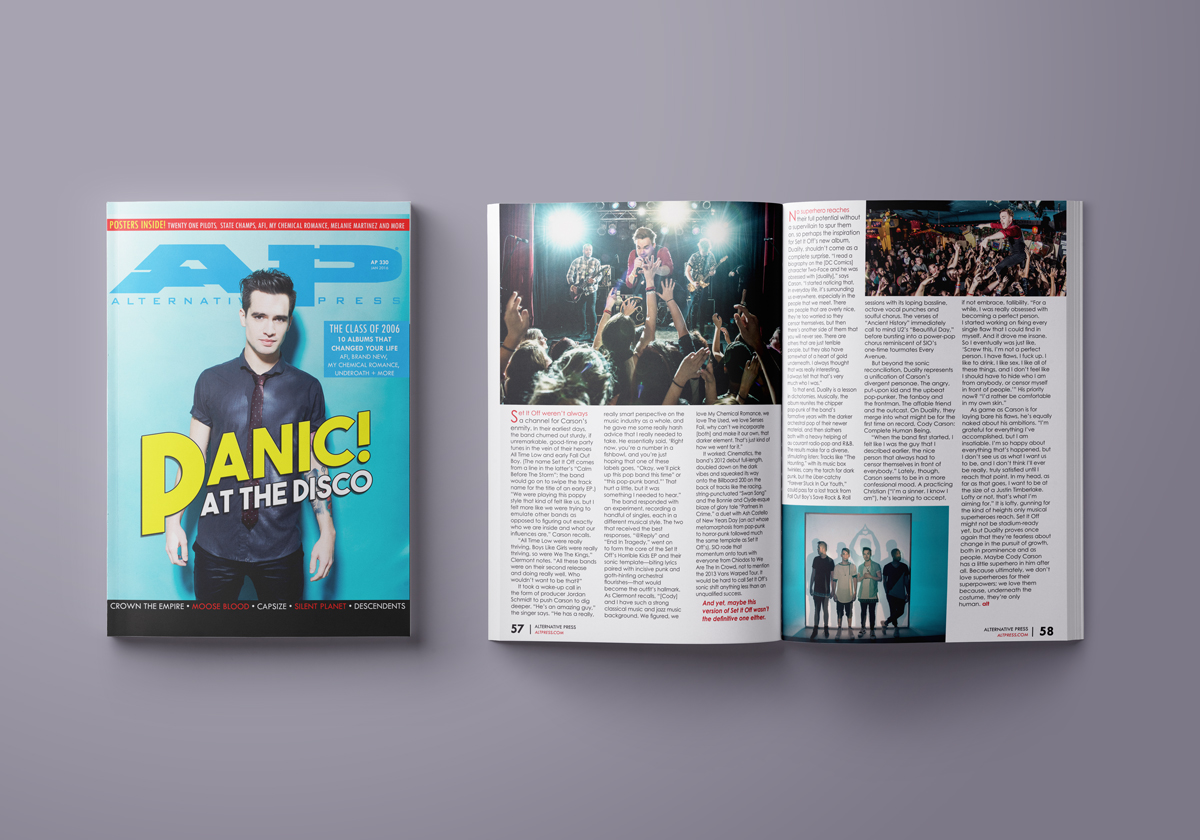 POSTERS INSIDE! TWENTY ONE PILOTS, STATE CHAMPS, AFI, MY CHEMICAL ROMANCE, MELANIE MARTINEZ AND MORE
AP
AP 330
ALTERNATIVE PRESS
THE CLASS OF 2006
10 ALBUMS THAT
CHANGED YOUR LIFE
AFI, BRAND NEW,
MY CHEMICAL ROMANCE,
UNDEROATH + MORE
PANIC!
AT THE DISCO
CROWN THE EMPIRE • MOOSE BLOOD • CAPSIZE • SILENT PLANET • DESCENDENTS
Set It Off weren't always
a channel for Carson's
enmity. In their earliest days,
the band churned out sturdy, if
unremarkable, good-time party
tunes in the vein of their heroes
All Time Low and early Fall Out
Boy. (The name Set It Off comes
from a line in the latter's "Calm
Before The Storm"; the band
would go on to swipe the track
name for the title of an early EP.)
"We were playing this poppy
style that kind of felt like us, but I
felt more like we were trying to
emulate other bands as
opposed to figuring out exactly
who we are inside and what our
influences are," Carson recalls.
"All Time Low were really
thriving, Boys Like Girls were really
thriving, so were We The Kings,"
Clermont notes. "All these bands
were on their second release
and doing really well. Who
wouldn't want to be that?"
It took a wake-up call in
the form of producer Jordan
Schmidt to push Carson to dig
deeper. "He's an amazing guy,"
the singer says. "He has a really,
really smart perspective on the
music industry as a whole, and
he gave me some really harsh
advice that I really needed to
take. He essentially said, 'Right
now, you're a number in a
fishbowl, and you're just
hoping that one of these
labels goes, "Okay, we'll pick
up this pop band this time" or
"this pop-punk band."' That
hurt a little, but it was
something I needed to hear."
The band responded with
an experiment, recording a
handful of singles, each in a
different musical style. The two
that received the best
responses, "@Reply" and
"End In Tragedy," went on
to form the core of the Set It
Off's Horrible Kids EP and their
sonic template—biting lyrics
paired with incisive punk and
goth-hinting orchestral
flourishes—that would
become the outfit's hallmark.
As Clermont recalls, "[Cody]
and I have such a strong
classical music and jazz music
background. We figured, we
love My Chemical Romance, we
love The Used, we love Senses
Fail, why can't we incorporate
(both) and make it our own, that
darker element. That's just kind of
how we went for it."
It worked: Cinematics, the
band's 2012 debut full-length,
doubled down on the dark
vibes and squeaked its way
onto the Billboard 200 on the
back of tracks like the racing,
string-punctuated "Swan Song"
and the Bonnie and Clyde-esque
blaze of glory tale "Partners In
Crime," a duet with Ash Costello
of New Years Day (an act whose
metamorphosis from pop-punk
to horror-punk followed much
the same template as Set It
Off's). SIO rode that
momentum onto tours with
everyone from Chiodos to We
Are The In Crowd, not to mention
the 2013 Vans Warped Tour. It
would be hard to call Set It Off's
sonic shift anything less than an
unqualified success.
And yet, maybe this
version of Set It Off wasn't
the definitive one either.
57
ALTERNATIVE PRESS
ALTPRESS.COM
No superhero reaches
their full potential without
a supervillain to spur them
on, so perhaps the inspiration
for Set It Off's new album,
Duality, shouldn't come as a
complete surprise. "I read a
biography on the [DC Comics]
character Two-Face and he was
obsessed with [duality]," says
Carson. "I started noticing that,
in everyday life, it's surrounding
us everywhere, especially in the
people that we meet. There
are people that are overly nice,
they're too worried so they
censor themselves, but then
there's another side of them that
you will never see. There are
others that are just terrible
people, but they also have
somewhat of a heart of gold
underneath. I always thought
that was really interesting.
I always felt that that's very
much who I was."
To that end, Duality is a lesson
in dichotomies. Musically, the
album reunites the chipper
pop-punk of the band's
formative years with the darker
orchestral pop of their newer
material, and then slathers
both with a heavy helping of
au courant radio-pop and R&B.
The results make for a diverse,
stimulating listen: Tracks like "The
Haunting," with its music box
twinkles, carry the torch for dark
punk, but the Uber-catchy
"Forever Stuck In Our Youth,"
could pass for a lost track from
Fall Out Boy's Save Rock & Roll
sessions with its loping bassline,
octave vocal punches and
soulful chorus. The verses of
"Ancient History" immediately
call to mind U2's "Beautiful Day,"
before bursting into a power-pop
chorus reminiscent of SIO's
one-time tourmates Every
Avenue.
But beyond the sonic
reconciliation, Duality represents
a unification of Carson's
divergent personae. The angry,
put-upon kid and the upbeat
pop-punker. The fanboy and
the frontman. The affable friend
and the outcast. On Duality, they
merge into what might be for the
first time on record, Cody Carson:
Complete Human Being.
"When the band first started, I
felt like I was the guy that I
described earlier, the nice
person that always had to
censor themselves in front of
everybody." Lately, though,
Carson seems to be in a more
confessional mood. A practicing
Christian ("I'm a sinner, I know I
am"), he's learning to accept,
if not embrace, fallibility. "For a
while, I was really obsessed with
becoming a perfect person.
I started working on fixing every
single flaw that I could find in
myself. And it drove me insane.
So I eventually was just like,
'Screw this, I'm not a perfect
person. I have flaws, I fuck up, I
like to drink, I like sex, I like all of
these things, and I don't feel like
I should have to hide who I am
from anybody, or censor myself
in front of people.'" His priority
now? "I'd rather be comfortable
in my own skin."
As game as Carson is for
laying bare his flaws, he's equally
naked about his ambitions. "I'm
grateful for everything I've
accomplished, but I am
insatiable. I'm so happy about
everything that's happened, but
I don't see us as what I want us
to be, and I don't think I'll ever
be really, truly satisfied until I
reach that point. In my head, as
far as that goes, I want to be at
the size of a Justin Timberlake.
Lofty or not, that's what I'm
aiming for." It is lofty, gunning for
the kind of heights only musical
superheroes reach. Set It Off
might not be stadium-ready
yet, but Duality proves once
again that they're fearless about
change in the pursuit of growth,
both in prominence and as
people. Maybe Cody Carson
has a little superhero in him after
all. Because ultimately, we don't
love superheroes for their
superpowers; we love them
because, underneath the
costume, they're only
human. alt
ALTERNATIVE PRESS
ALTPRESS.COM
58